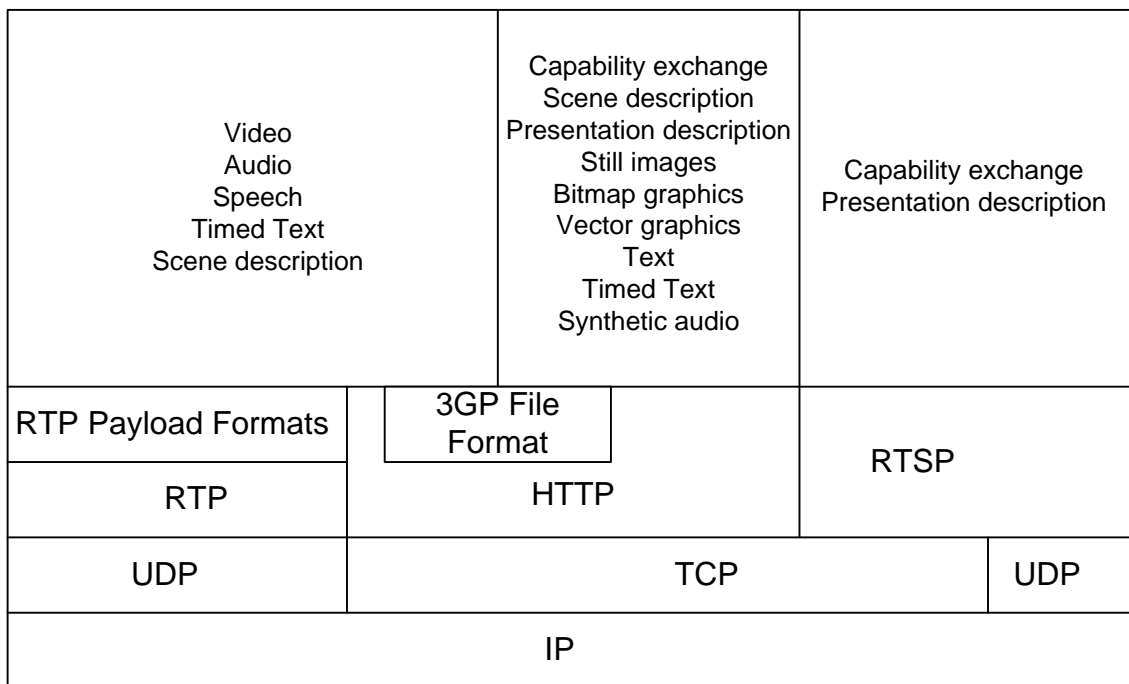 Video
Audio
Speech
Timed Text
Scene description
Capability exchange
Scene description
Presentation description
Still images
Bitmap graphics
Vector graphics
Text
Timed Text
Synthetic audio
Capability exchange
Presentation description
RTP Payload Formats
3GP File
Format
RTP
HTTP
RTSP
UDP
TCP
UDP
IP